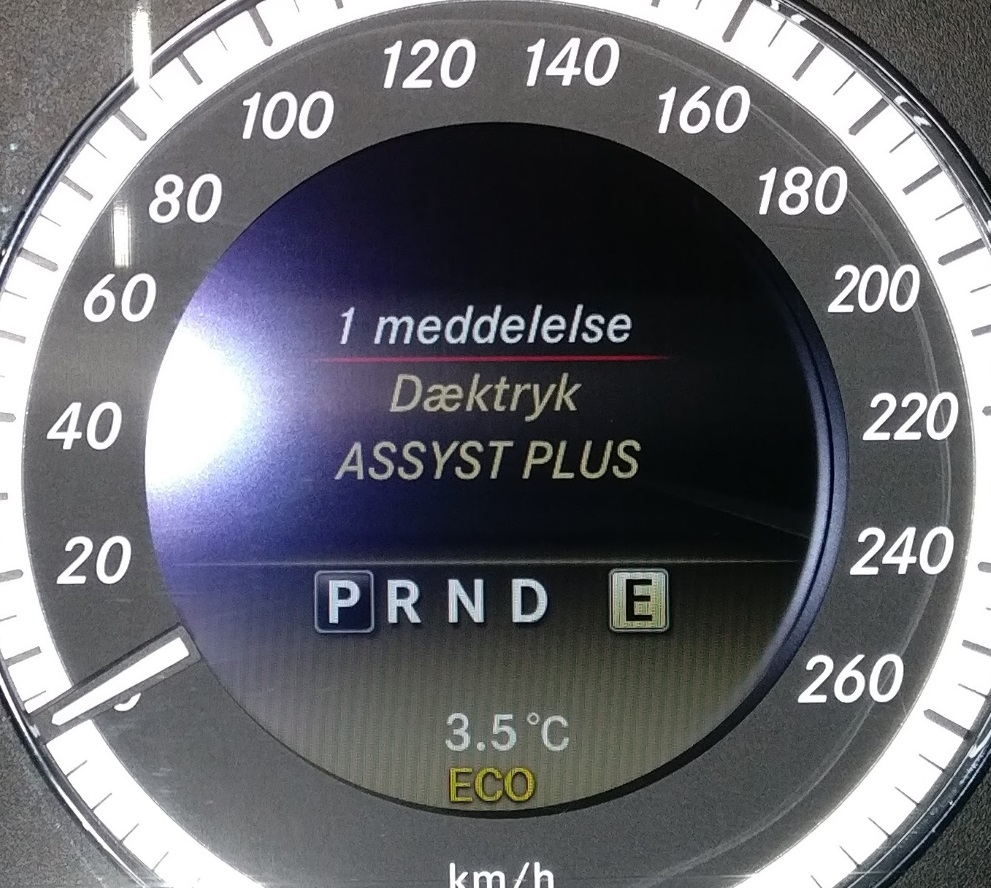 120 140
100 160
80 180
60 200
40 220
20 240
260
1 meddelelse
Dæktryk
ASSYST PLUS
P R N D E
3.5 °C
ECO
km/h